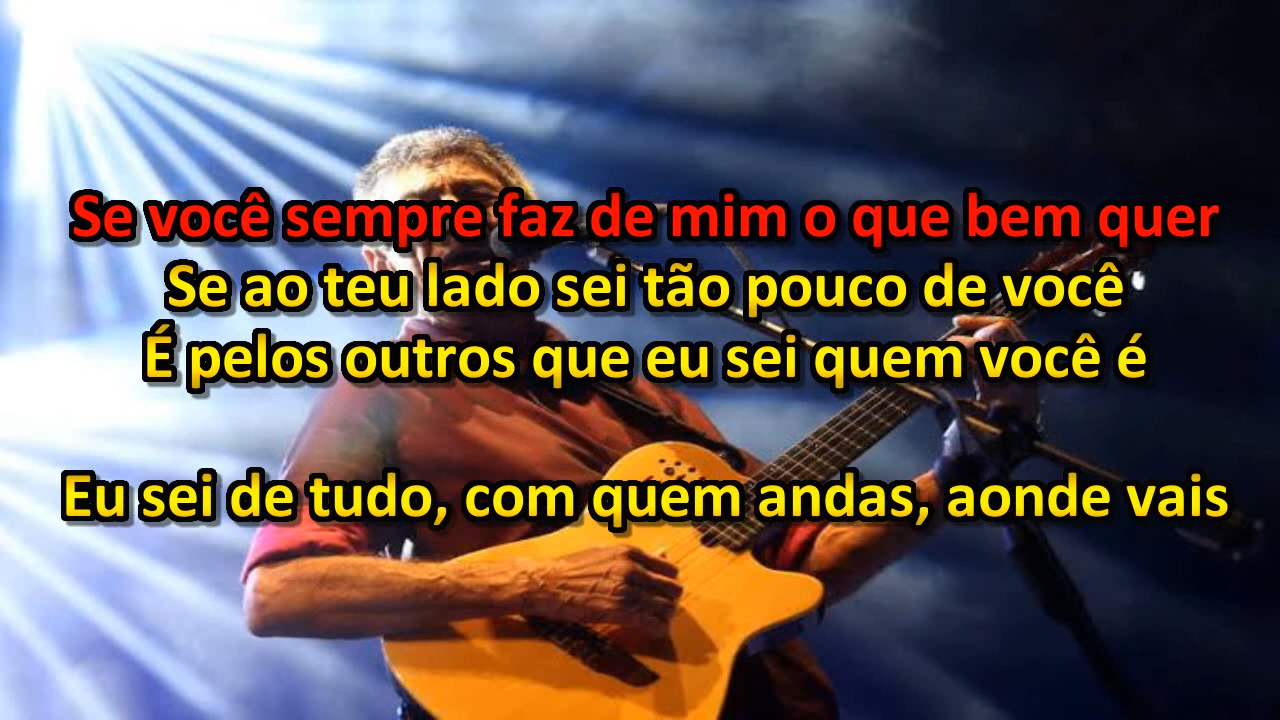 Se você sempre faz de mim o que bem quer
Se ao teu lado sei tão pouco de você
É pelos outros que eu sei quem você é
Eu sei de tudo, com quem andas, aonde vais